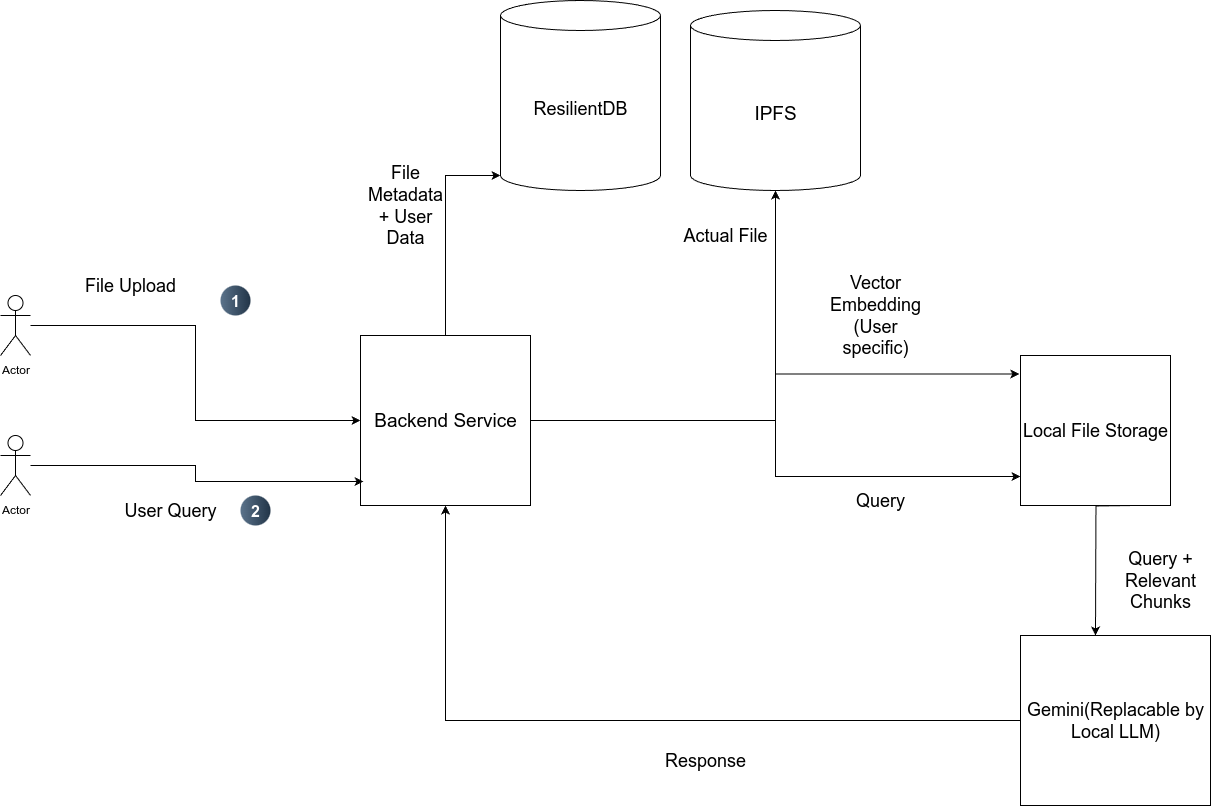 ResilientDB
IPFS
File
Metadata
+ User
Data
Actual File
File Upload
1
Vector
Embedding
(User
specific)
Actor
Backend Service
Local File Storage
User Query
2
Actor
Query
Query +
Relevant
Chunks
Gemini(Replacable by
Local LLM)
Response